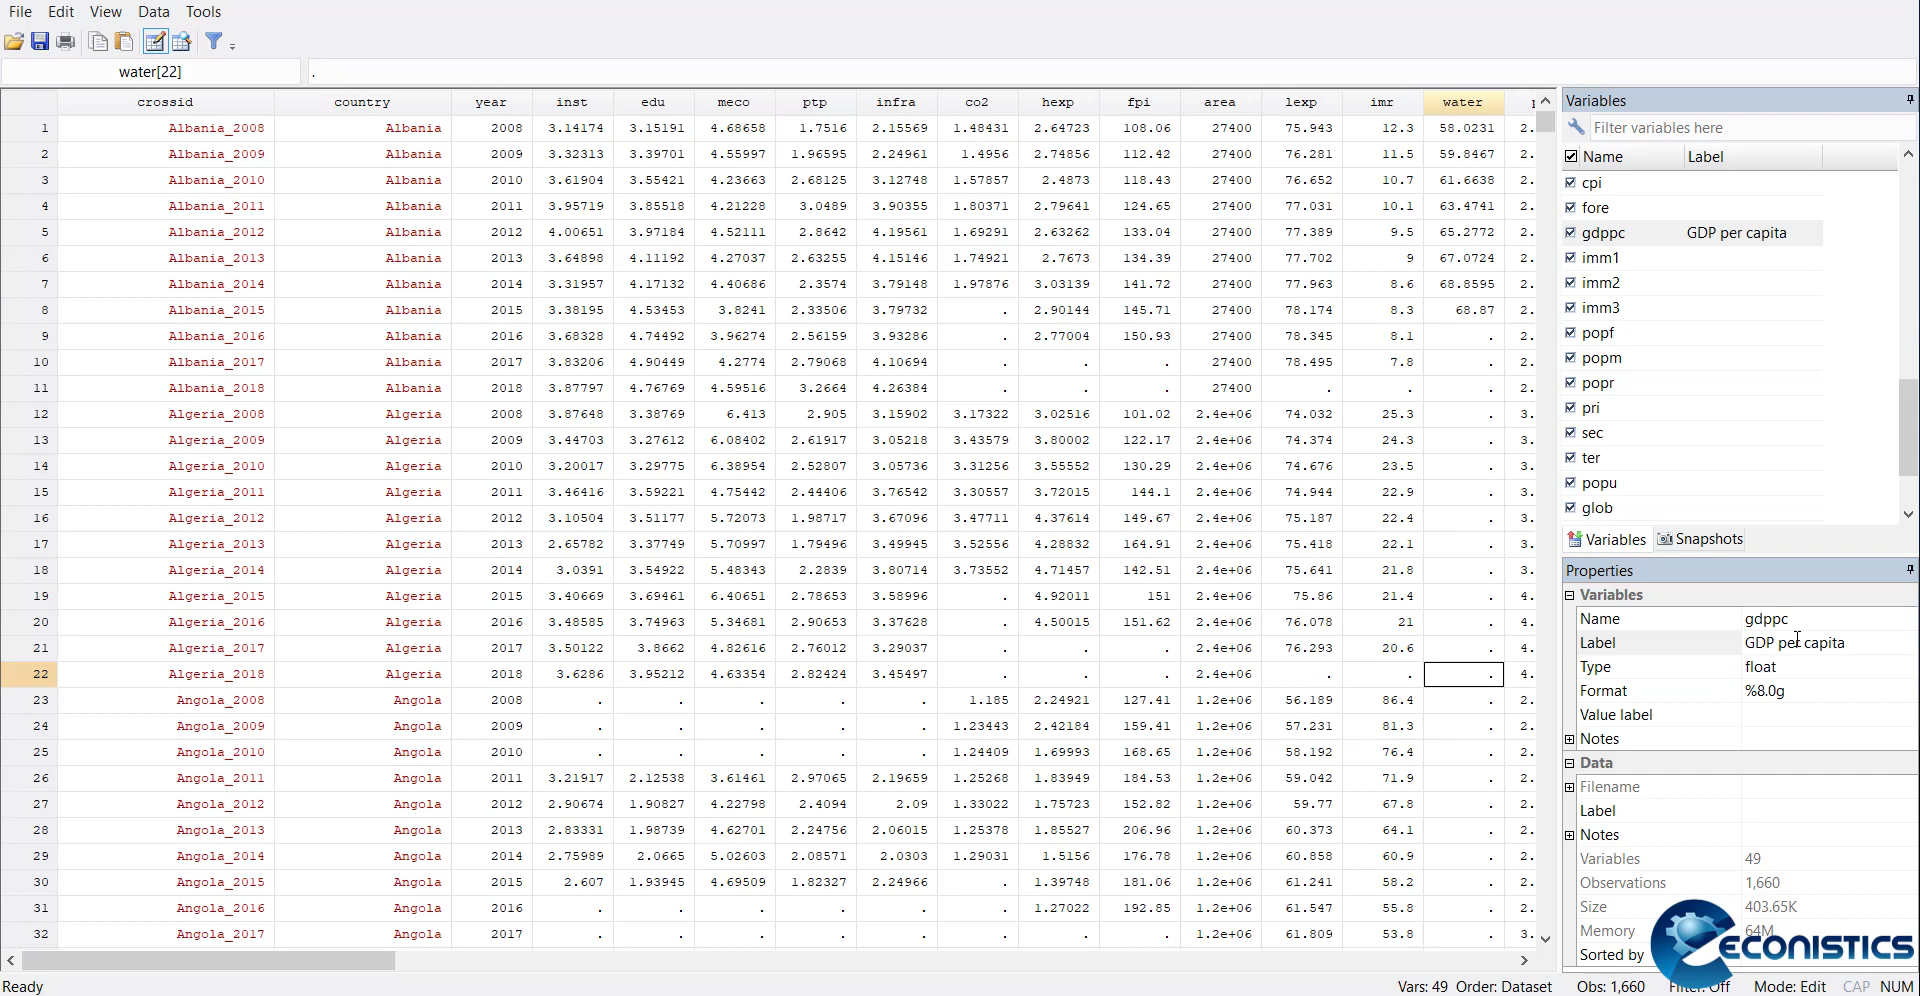 File Edit View Data Tools
water[22] .
crossid country year inst edu meco ptp infra co2 hexp fpi area lexp imr water
1 Albania_2008 Albania 2008 3.14174 3.15191 4.68658 1.7516 2.15569 1.48431 2.64723 108.06 27400 75.943 12.3 58.0231 2.
2 Albania_2009 Albania 2009 3.32313 3.39701 4.55997 1.96595 2.24961 1.4956 2.74856 112.42 27400 76.281 11.5 59.8467 2.
3 Albania_2010 Albania 2010 3.61904 3.55421 4.23663 2.68125 3.12748 1.57857 2.4873 118.43 27400 76.652 10.7 61.6638 2.
4 Albania_2011 Albania 2011 3.95719 3.85518 4.21228 3.0489 3.90355 1.80371 2.79641 124.65 27400 77.031 10.1 63.4741 2.
5 Albania_2012 Albania 2012 4.00651 3.97184 4.52111 2.8642 4.19561 1.69291 2.63262 133.04 27400 77.389 9.5 65.2772 2.
6 Albania_2013 Albania 2013 3.64898 4.11192 4.27037 2.63255 4.15146 1.74921 2.7673 134.39 27400 77.702 9 67.0724 2.
7 Albania_2014 Albania 2014 3.31957 4.17132 4.40686 2.3574 3.79148 1.97876 3.03139 141.72 27400 77.963 8.6 68.8595 2.
8 Albania_2015 Albania 2015 3.38195 4.53453 3.8241 2.33506 3.79732 . 2.90144 145.71 27400 78.174 8.3 68.87 2.
9 Albania_2016 Albania 2016 3.68328 4.74492 3.96274 2.56159 3.93286 . 2.77004 150.93 27400 78.345 8.1 . 2.
10 Albania_2017 Albania 2017 3.83206 4.90449 4.2774 2.79068 4.10694 . . . 27400 78.495 7.8 . 2.
11 Albania_2018 Albania 2018 3.87797 4.76769 4.59516 3.2664 4.26384 . . . 27400 . . . 2.
12 Algeria_2008 Algeria 2008 3.87648 3.38769 6.413 2.905 3.15902 3.17322 3.02516 101.02 2.4e+06 74.032 25.3 . 3.
13 Algeria_2009 Algeria 2009 3.44703 3.27612 6.08402 2.61917 3.05218 3.43579 3.80002 122.17 2.4e+06 74.374 24.3 . 3.
14 Algeria_2010 Algeria 2010 3.20017 3.29775 6.38954 2.52807 3.05736 3.31256 3.55552 130.29 2.4e+06 74.676 23.5 . 3.
15 Algeria_2011 Algeria 2011 3.46416 3.59221 4.75442 2.44406 3.76542 3.30557 3.72015 144.1 2.4e+06 74.944 22.9 . 3.
16 Algeria_2012 Algeria 2012 3.10504 3.51177 5.72073 1.98717 3.67096 3.47711 4.37614 149.67 2.4e+06 75.187 22.4 . 3.
17 Algeria_2013 Algeria 2013 2.65782 3.37749 5.70997 1.79496 3.49945 3.52556 4.28832 164.91 2.4e+06 75.418 22.1 . 3.
18 Algeria_2014 Algeria 2014 3.0391 3.54922 5.48343 2.2839 3.80714 3.73552 4.71457 142.51 2.4e+06 75.641 21.8 . 3.
19 Algeria_2015 Algeria 2015 3.40669 3.69461 6.40651 2.78653 3.58996 . 4.92011 151 2.4e+06 75.86 21.4 . 4.
20 Algeria_2016 Algeria 2016 3.48585 3.74963 5.34681 2.90653 3.37628 . 4.50015 151.62 2.4e+06 76.078 21 . 4.
21 Algeria_2017 Algeria 2017 3.50122 3.8662 4.82616 2.76012 3.29037 . . . 2.4e+06 76.293 20.6 . 4.
22 Algeria_2018 Algeria 2018 3.6286 3.95212 4.63354 2.82424 3.45497 . . . 2.4e+06 . . . 4.
23 Angola_2008 Angola 2008 . . . . . 1.185 2.24921 127.41 1.2e+06 56.189 86.4 . 2.
24 Angola_2009 Angola 2009 . . . . . 1.23443 2.42184 159.41 1.2e+06 57.231 81.3 . 2.
25 Angola_2010 Angola 2010 . . . . . 1.24409 1.69993 168.65 1.2e+06 58.192 76.4 . 2.
26 Angola_2011 Angola 2011 3.21917 2.12538 3.61461 2.97065 2.19659 1.25268 1.83949 184.53 1.2e+06 59.042 71.9 . 2.
27 Angola_2012 Angola 2012 2.90674 1.90827 4.22798 2.4094 2.09 1.33022 1.75723 152.82 1.2e+06 59.77 67.8 . 2.
28 Angola_2013 Angola 2013 2.83331 1.98739 4.62701 2.24756 2.06015 1.25378 1.85527 206.96 1.2e+06 60.373 64.1 . 2.
29 Angola_2014 Angola 2014 2.75989 2.0665 5.02603 2.08571 2.0303 1.29031 1.5156 176.78 1.2e+06 60.858 60.9 . 2.
30 Angola_2015 Angola 2015 2.607 1.93945 4.69509 1.82327 2.24966 . 1.39748 181.06 1.2e+06 61.241 58.2 . 2.
31 Angola_2016 Angola 2016 . . . . . . 1.27022 192.85 1.2e+06 61.547 55.8 . 2.
32 Angola_2017 Angola 2017 . . . . . . . . 1.2e+06 61.809 53.8 . 3.
Variables
Filter variables here
Name Label
cpi
fore
gdppc GDP per capita
imm1
imm2
imm3
popf
popm
popr
pri
sec
ter
popu
glob
Variables Snapshots
Properties
Variables
Name gdppc
Label GDP per capita
Type float
Format %8.0g
Value label
Notes
Data
Filename
Label
Notes
Variables 49
Observations 1,660
Size 403.65K
Memory 64M
Sorted by
ECONISTICS
Ready Vars: 49 Order: Dataset Obs: 1,660 Filter: Off Mode: Edit CAP NUM